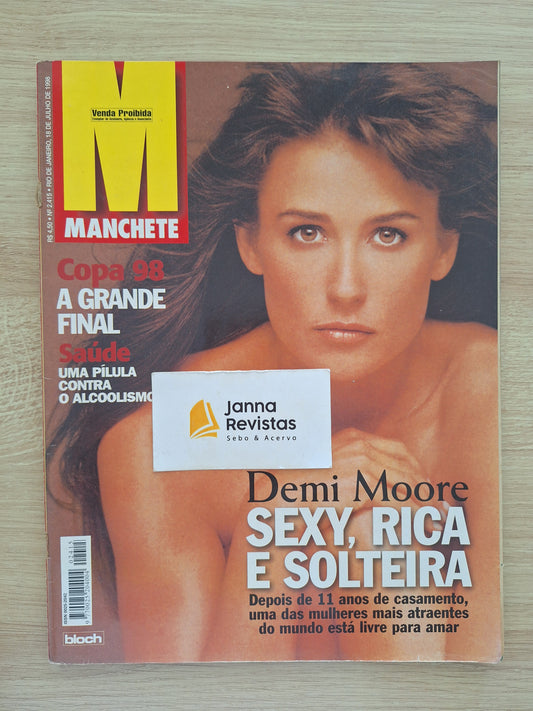 Venda Proibida
MANCHETE
R$ 4,50 • Nº 2.415 • RIO DE JANEIRO, 18 DE JULHO DE 1998
Copa 98
A GRANDE
FINAL
Saúde
UMA PÍLULA
CONTRA
O ALCOOLISMO
Janna
Revistas
Sebo & Acervo
Demi Moore
SEXY, RICA
E SOLTEIRA
Depois de 11 anos de casamento,
uma das mulheres mais atraentes
do mundo está livre para amar
02415
bloch